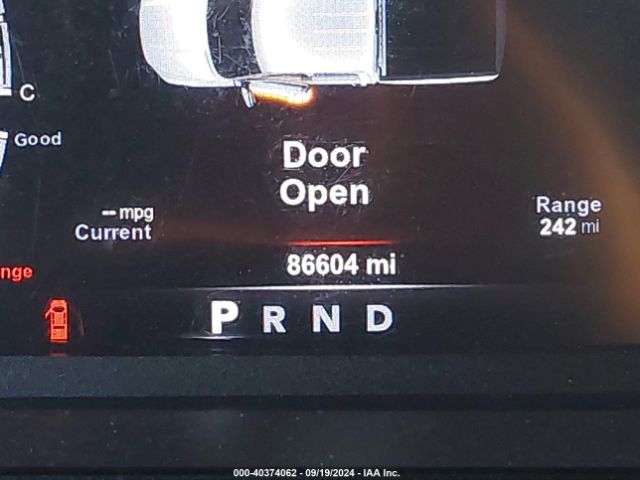 C
Good
Door
Open
-- mpg
Current
Range
242 mi
nge
86604 mi
P R N D
000-40374062 - 09/19/2024 - IAA Inc.